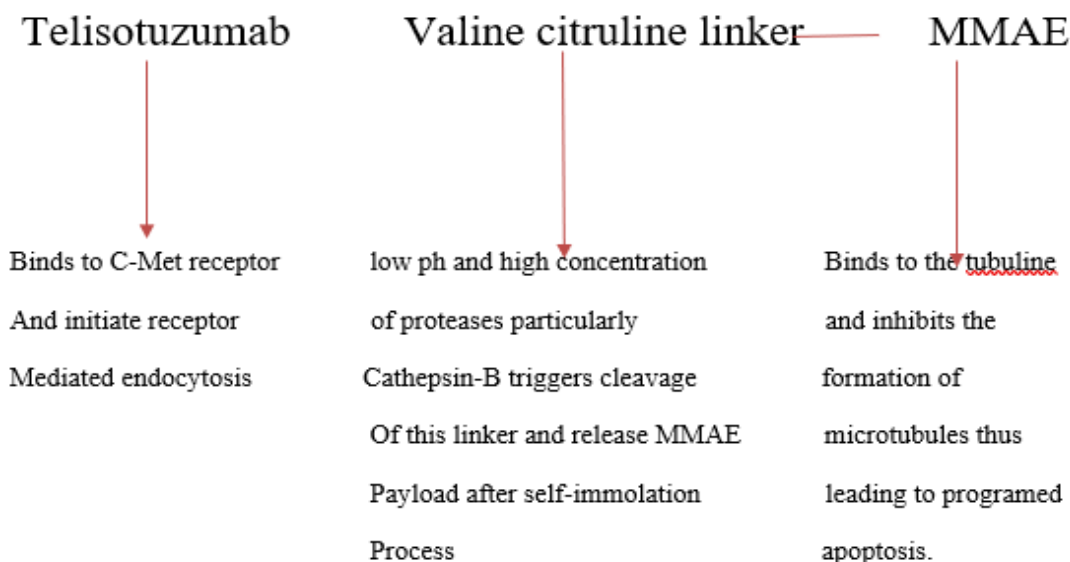 Telisotuzumab
Valine citruline linker
MMAE
Binds to C-Met receptor
And initiate receptor
Mediated endocytosis
low ph and high concentration
of proteases particularly
Cathepsin-B triggers cleavage
Of this linker and release MMAE
Payload after self-immolation
Process
Binds to the tubuline
and inhibits the
formation of
microtubules thus
leading to programed
apoptosis.